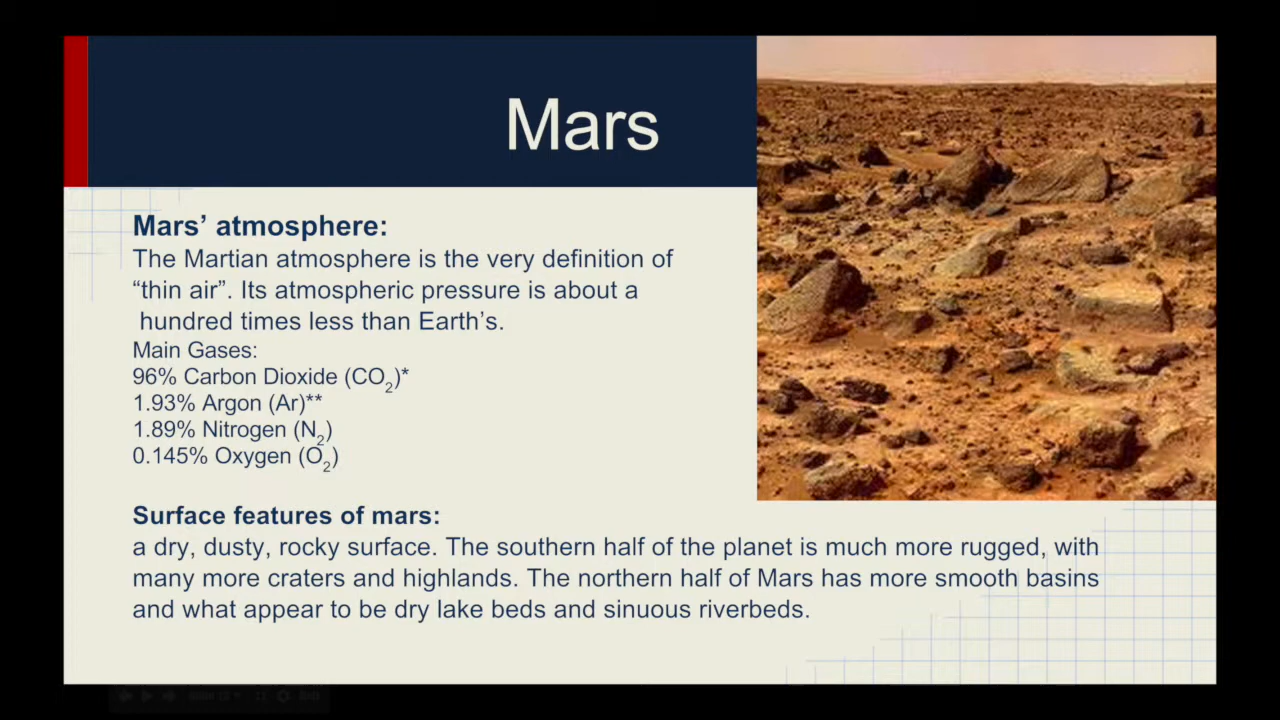 Mars
Mars’ atmosphere:
The Martian atmosphere is the very definition of
“thin air”. Its atmospheric pressure is about a
hundred times less than Earth’s.
Main Gases:
96% Carbon Dioxide (CO₂)*
1.93% Argon (Ar)**
1.89% Nitrogen (N₂)
0.145% Oxygen (O₂)
Surface features of mars:
a dry, dusty, rocky surface. The southern half of the planet is much more rugged, with
many more craters and highlands. The northern half of Mars has more smooth basins
and what appear to be dry lake beds and sinuous riverbeds.